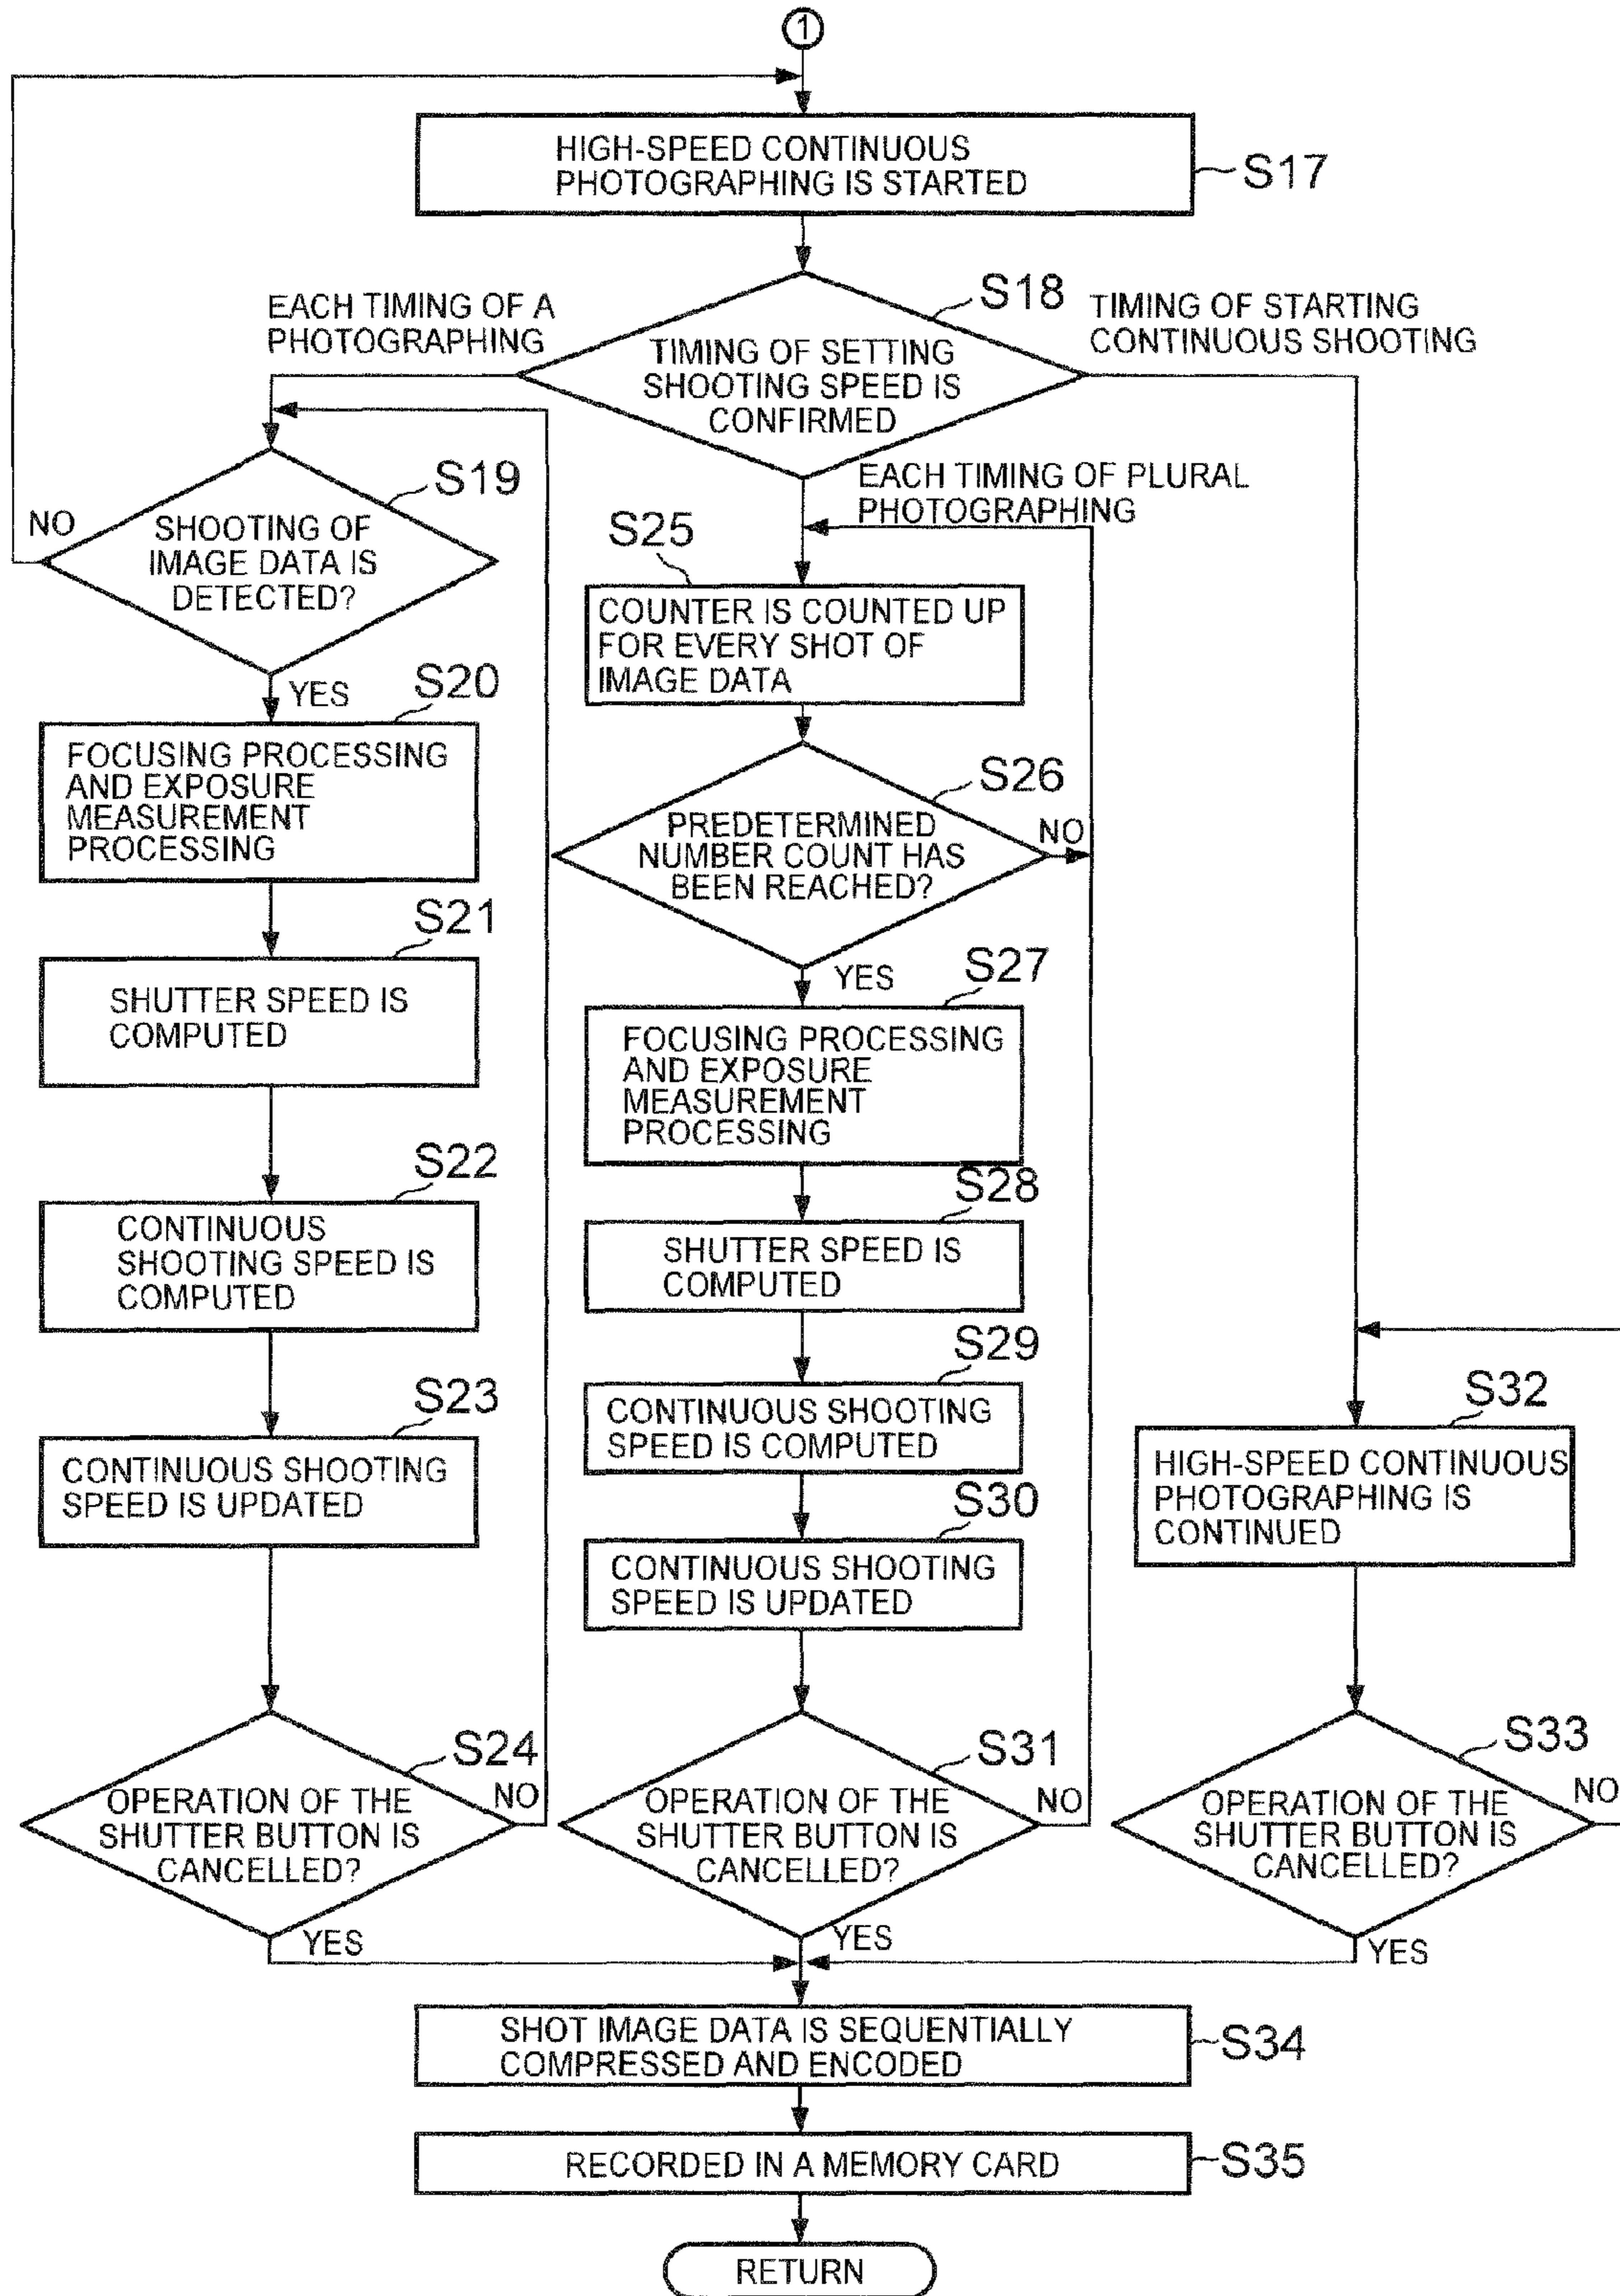 1
HIGH-SPEED CONTINUOUS
PHOTOGRAPHING IS STARTED
S17
S18
EACH TIMING OF A
PHOTOGRAPHING
TIMING OF STARTING
CONTINUOUS SHOOTING
TIMING OF SETTING
SHOOTING SPEED IS
CONFIRMED
S19
NO
SHOOTING OF
IMAGE DATA IS
DETECTED?
YES
S20
FOCUSING PROCESSING
AND EXPOSURE
MEASUREMENT
PROCESSING
S21
SHUTTER SPEED IS
COMPUTED
S22
CONTINUOUS
SHOOTING SPEED IS
COMPUTED
S23
CONTINUOUS SHOOTING
SPEED IS UPDATED
S24
OPERATION OF THE
SHUTTER BUTTON IS
CANCELLED?
NO
YES
EACH TIMING OF PLURAL
PHOTOGRAPHING
S25
COUNTER IS COUNTED UP
FOR EVERY SHOT OF
IMAGE DATA
S26
PREDETERMINED
NUMBER COUNT HAS
BEEN REACHED?
NO
YES
S27
FOCUSING PROCESSING
AND EXPOSURE
MEASUREMENT
PROCESSING
S28
SHUTTER SPEED IS
COMPUTED
S29
CONTINUOUS SHOOTING
SPEED IS COMPUTED
S30
CONTINUOUS SHOOTING
SPEED IS UPDATED
S31
OPERATION OF THE
SHUTTER BUTTON IS
CANCELLED?
NO
YES
S32
HIGH-SPEED CONTINUOUS
PHOTOGRAPHING IS
CONTINUED
S33
OPERATION OF THE
SHUTTER BUTTON IS
CANCELLED?
NO
YES
SHOT IMAGE DATA IS SEQUENTIALLY
COMPRESSED AND ENCODED
S34
RECORDED IN A MEMORY CARD
S35
RETURN